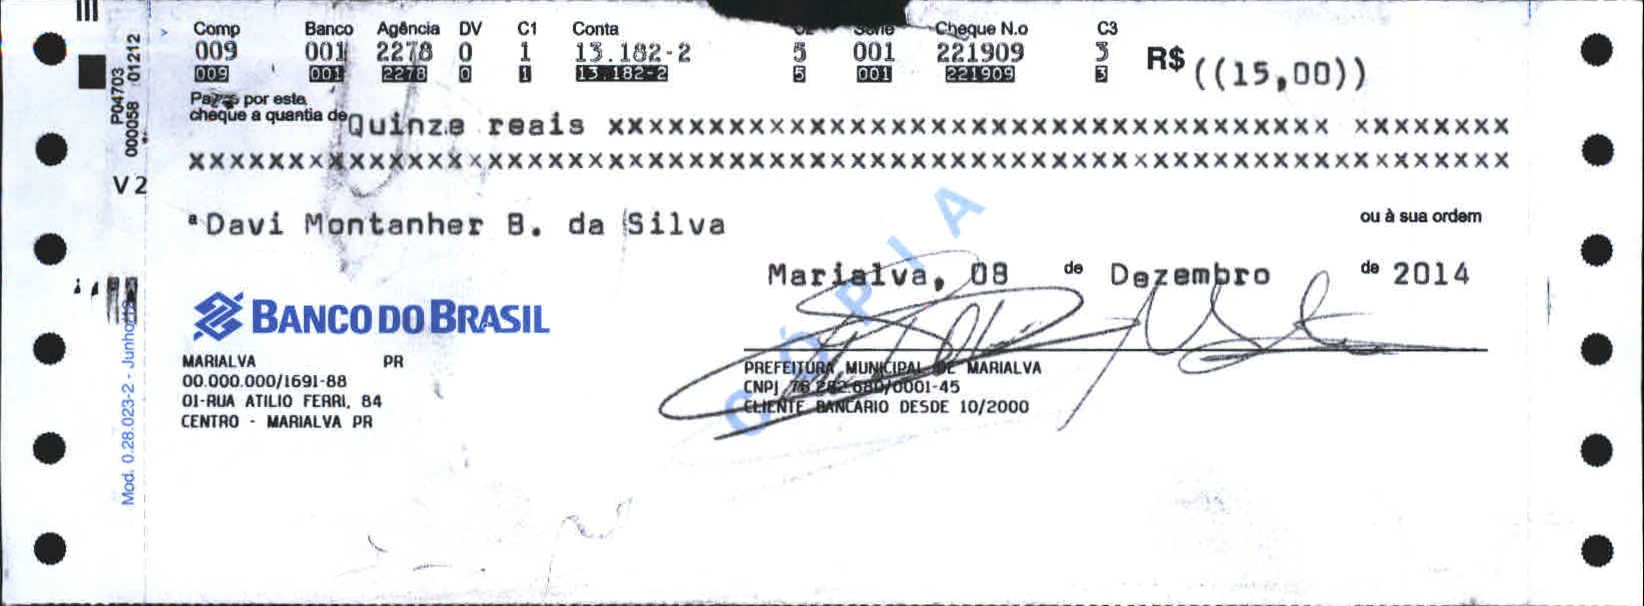 Comp Banco Agência DV C1 Conta C2 Série Cheque N.o C3
009 001 2278 0 1 13.182-2 5 001 221909 3 R$ ((15,00))
009 001 2278 0 1 13.182-2 5 001 221909 3
Pague por este
cheque a quantia de Quinze reais xxxxxxxxxxxxxxxxxxxxxxxxxxxxxxxxxxxx xxxxxxxx
xxxxxxxxxxxxxxxxxxxxxxxxxxxxxxxxxxxxxxxxxxxxxxxxxxxxxxxxxxxxxxxxxx
a Davi Montanher B. da Silva ou à sua ordem
Marialva, 08 de Dezembro de 2014
BANCO DO BRASIL
MARIALVA PR
00.000.000/1691-88
01-RUA ATILIO FERRI, 84
CENTRO - MARIALVA PR
PREFEITURA MUNICIPAL DE MARIALVA
CNPJ 76.282.680/0001-45
CLIENTE BANCARIO DESDE 10/2000
CÓPIA
P04703
000058 01212
V 2
Mod. 0.28.023-2 - Junho